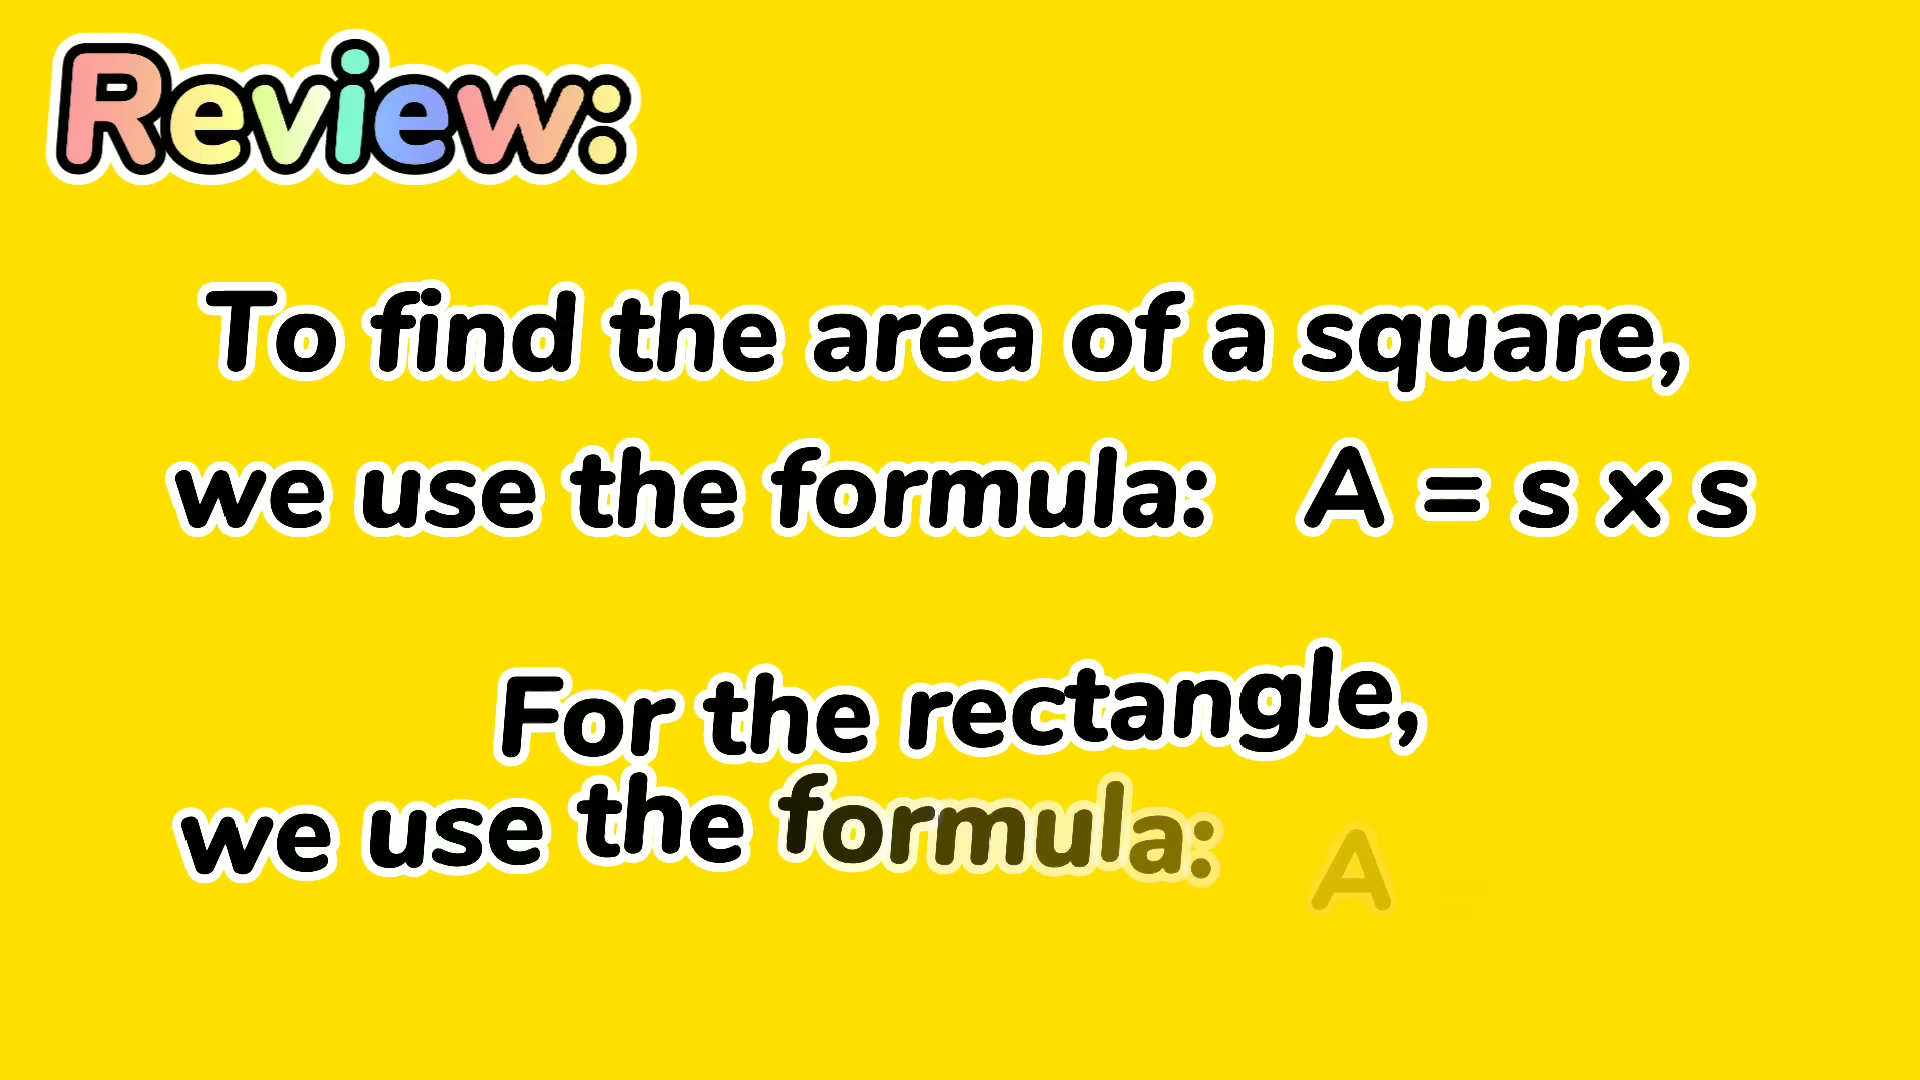 Review:
To find the area of a square,
we use the formula: A = s x s
For the rectangle,
we use the formula: A =